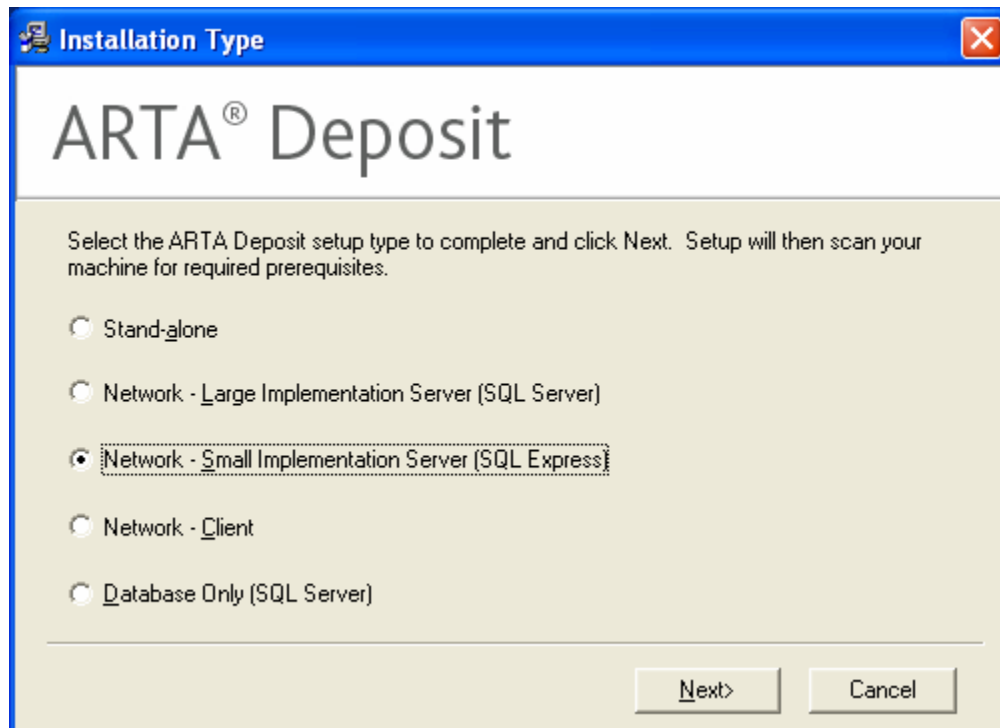 Installation Type
ARTA® Deposit
Select the ARTA Deposit setup type to complete and click Next.  Setup will then scan your
machine for required prerequisites.
Stand-alone
Network - Large Implementation Server (SQL Server)
Network - Small Implementation Server (SQL Express)
Network - Client
Database Only (SQL Server)
Next> Cancel